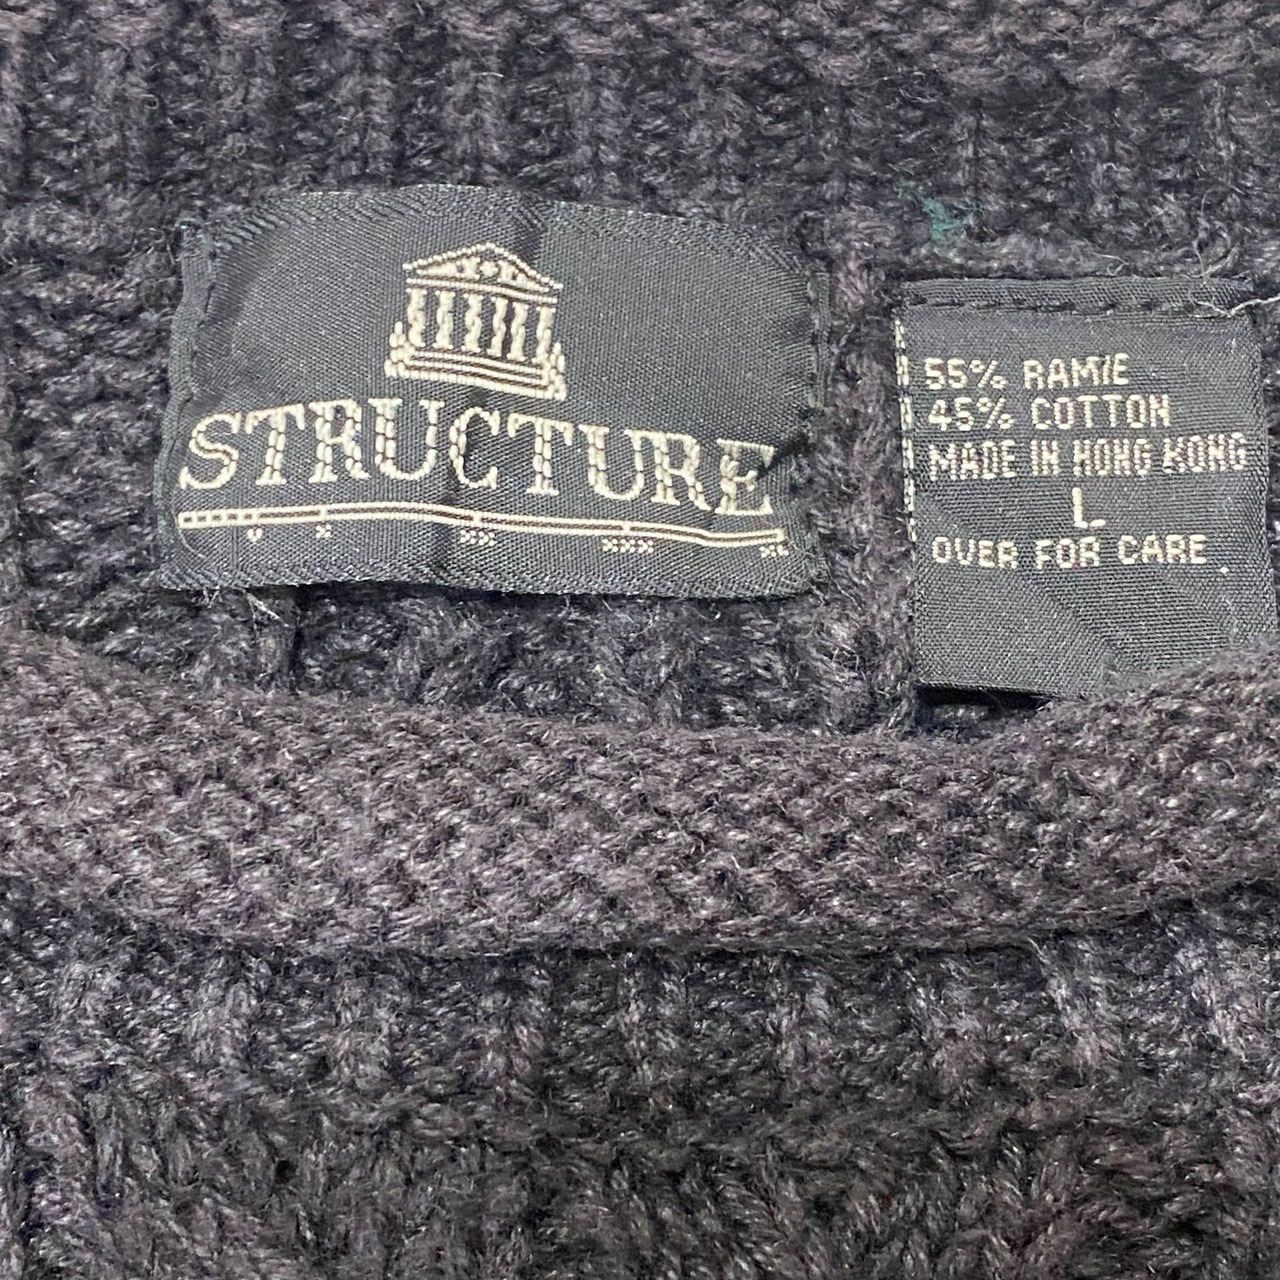 STRUCTURE
55% RAMIE
45% COTTON
MADE IN HONG KONG
L
OVER FOR CARE